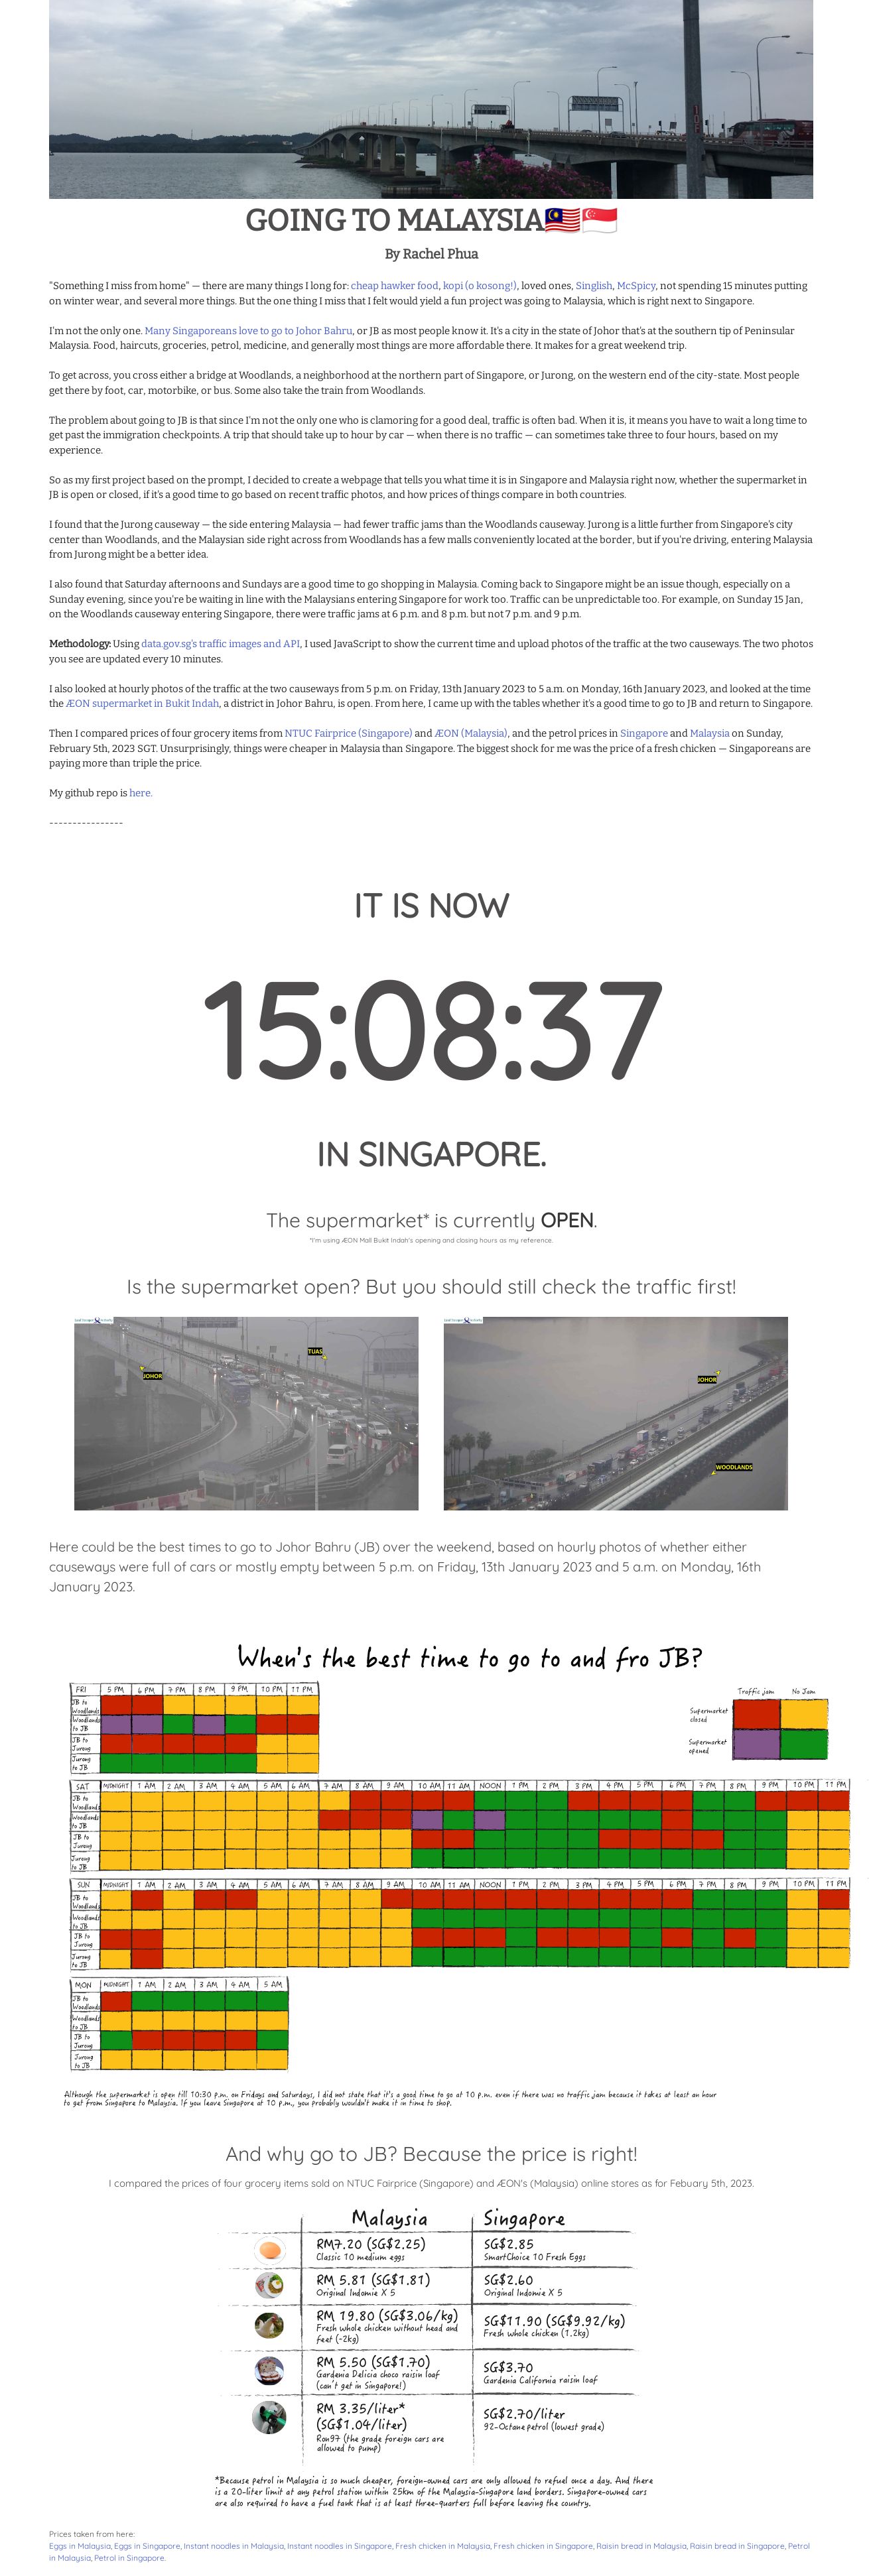 GOING TO MALAYSIA🇲🇾🇸🇬
By Rachel Phua
"Something I miss from home" — there are many things I long for: cheap hawker food, kopi (o kosong!), loved ones, Singlish, McSpicy, not spending 15 minutes putting
on winter wear, and several more things. But the one thing I miss that I felt would yield a fun project was going to Malaysia, which is right next to Singapore.
I'm not the only one. Many Singaporeans love to go to Johor Bahru, or JB as most people know it. It's a city in the state of Johor that's at the southern tip of Peninsular
Malaysia. Food, haircuts, groceries, petrol, medicine, and generally most things are more affordable there. It makes for a great weekend trip.
To get across, you cross either a bridge at Woodlands, a neighborhood at the northern part of Singapore, or Jurong, on the western end of the city-state. Most people
get there by foot, car, motorbike, or bus. Some also take the train from Woodlands.
The problem about going to JB is that since I'm not the only one who is clamoring for a good deal, traffic is often bad. When it is, it means you have to wait a long time to
get past the immigration checkpoints. A trip that should take up to hour by car — when there is no traffic — can sometimes take three to four hours, based on my
experience.
So as my first project based on the prompt, I decided to create a webpage that tells you what time it is in Singapore and Malaysia right now, whether the supermarket in
JB is open or closed, if it's a good time to go based on recent traffic photos, and how prices of things compare in both countries.
I found that the Jurong causeway — the side entering Malaysia — had fewer traffic jams than the Woodlands causeway. Jurong is a little further from Singapore's city
center than Woodlands, and the Malaysian side right across from Woodlands has a few malls conveniently located at the border, but if you're driving, entering Malaysia
from Jurong might be a better idea.
I also found that Saturday afternoons and Sundays are a good time to go shopping in Malaysia. Coming back to Singapore might be an issue though, especially on a
Sunday evening, since you're be waiting in line with the Malaysians entering Singapore for work too. Traffic can be unpredictable too. For example, on Sunday 15 Jan,
on the Woodlands causeway entering Singapore, there were traffic jams at 6 p.m. and 8 p.m. but not 7 p.m. and 9 p.m.
Methodology: Using data.gov.sg's traffic images and API, I used JavaScript to show the current time and upload photos of the traffic at the two causeways. The two photos
you see are updated every 10 minutes.
I also looked at hourly photos of the traffic at the two causeways from 5 p.m. on Friday, 13th January 2023 to 5 a.m. on Monday, 16th January 2023, and looked at the time
the ÆON supermarket in Bukit Indah, a district in Johor Bahru, is open. From here, I came up with the tables whether it's a good time to go to JB and return to Singapore.
Then I compared prices of four grocery items from NTUC Fairprice (Singapore) and ÆON (Malaysia), and the petrol prices in Singapore and Malaysia on Sunday,
February 5th, 2023 SGT. Unsurprisingly, things were cheaper in Malaysia than Singapore. The biggest shock for me was the price of a fresh chicken — Singaporeans are
paying more than triple the price.
My github repo is here.
----------------
IT IS NOW
15:08:37
IN SINGAPORE.
The supermarket* is currently OPEN.
*I'm using ÆON Mall Bukit Indah's opening and closing hours as my reference.
Is the supermarket open? But you should still check the traffic first!
TUAS
JOHOR
JOHOR
WOODLANDS
Here could be the best times to go to Johor Bahru (JB) over the weekend, based on hourly photos of whether either
causeways were full of cars or mostly empty between 5 p.m. on Friday, 13th January 2023 and 5 a.m. on Monday, 16th
January 2023.
When's the best time to go to and fro JB?
Traffic jam No Jam
Supermarket closed
Supermarket opened
FRI 5 PM 6 PM 7 PM 8 PM 9 PM 10 PM 11 PM
JB to Woodlands
Woodlands to JB
JB to Jurong
Jurong to JB
SAT MIDNIGHT 1 AM 2 AM 3 AM 4 AM 5 AM 6 AM 7 AM 8 AM 9 AM 10 AM 11 AM NOON 1 PM 2 PM 3 PM 4 PM 5 PM 6 PM 7 PM 8 PM 9 PM 10 PM 11 PM
JB to Woodlands
Woodlands to JB
JB to Jurong
Jurong to JB
SUN MIDNIGHT 1 AM 2 AM 3 AM 4 AM 5 AM 6 AM 7 AM 8 AM 9 AM 10 AM 11 AM NOON 1 PM 2 PM 3 PM 4 PM 5 PM 6 PM 7 PM 8 PM 9 PM 10 PM 11 PM
JB to Woodlands
Woodlands to JB
JB to Jurong
Jurong to JB
MON MIDNIGHT 1 AM 2 AM 3 AM 4 AM 5 AM
JB to Woodlands
Woodlands to JB
JB to Jurong
Jurong to JB
Although the supermarket is open till 10:30 p.m. on Fridays and Saturdays, I did not state that it's a good time to go at 10 p.m. even if there was no traffic jam because it takes at least an hour
to get from Singapore to Malaysia. If you leave Singapore at 10 p.m., you probably wouldn't make it in time to shop.
And why go to JB? Because the price is right!
I compared the prices of four grocery items sold on NTUC Fairprice (Singapore) and ÆON's (Malaysia) online stores as for Febuary 5th, 2023.
Malaysia Singapore
RM7.20 (SG$2.25)
Classic 10 medium eggs
SG$2.85
SmartChoice 10 Fresh Eggs
RM 5.81 (SG$1.81)
Original Indomie X 5
SG$2.60
Original Indomie X 5
RM 19.80 (SG$3.06/kg)
Fresh whole chicken without head and
feet (~2kg)
SG$11.90 (SG$9.92/kg)
Fresh whole chicken (1.2kg)
RM 5.50 (SG$1.70)
Gardenia Delicia choco raisin loaf
(can't get in Singapore!)
SG$3.70
Gardenia California raisin loaf
RM 3.35/liter*
(SG$1.04/liter)
Ron97 (the grade foreign cars are
allowed to pump)
SG$2.70/liter
92-Octane petrol (lowest grade)
*Because petrol in Malaysia is so much cheaper, foreign-owned cars are only allowed to refuel once a day. And there
is a 20-liter limit at any petrol station within 25km of the Malaysia-Singapore land borders. Singapore-owned cars
are also required to have a fuel tank that is at least three-quarters full before leaving the country.
Prices taken from here:
Eggs in Malaysia, Eggs in Singapore, Instant noodles in Malaysia, Instant noodles in Singapore, Fresh chicken in Malaysia, Fresh chicken in Singapore, Raisin bread in Malaysia, Raisin bread in Singapore, Petrol
in Malaysia, Petrol in Singapore.